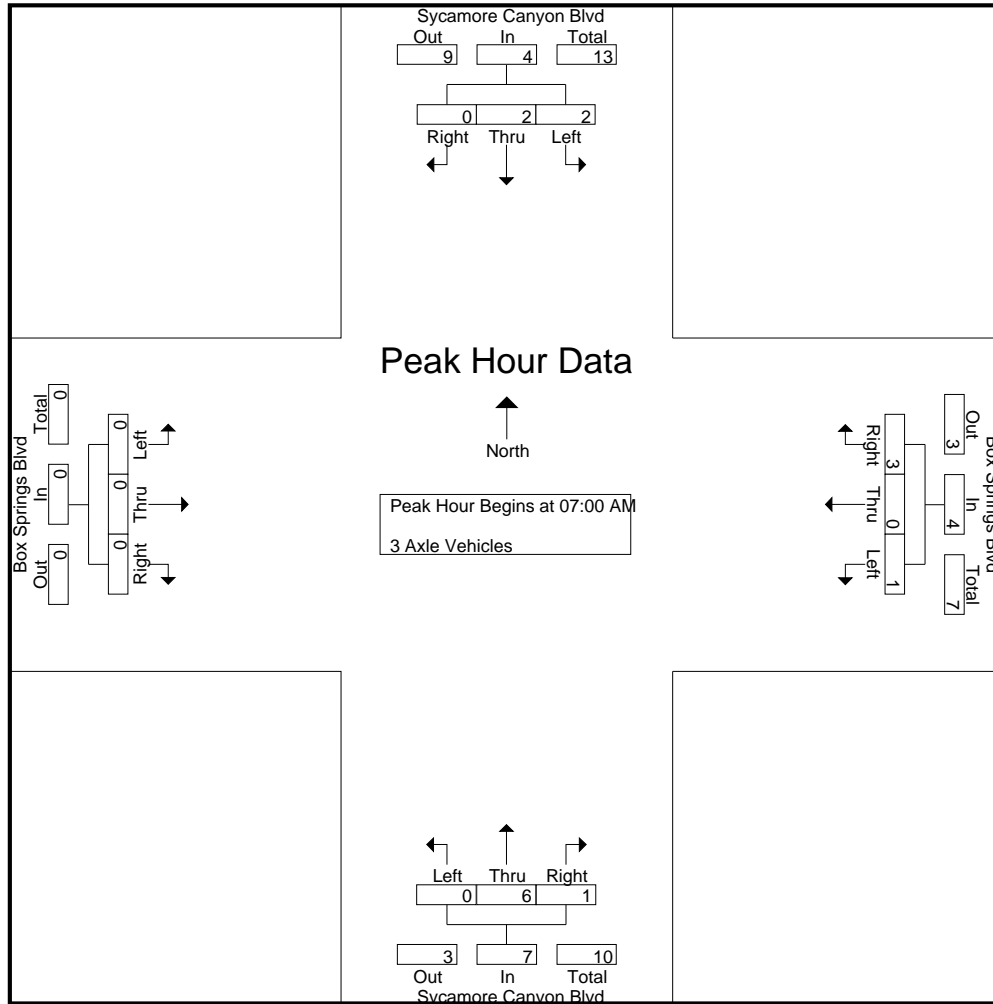 Sycamore Canyon Blvd
Out In Total
9 4 13
0 2 2
Right Thru Left
Peak Hour Data
North
Peak Hour Begins at 07:00 AM
3 Axle Vehicles
Box Springs Blvd
Out In Total
0 0 0
Left Thru Right
0 0 0
Right Thru Left
3 0 1
Out In Total
3 4 7
Box Springs Blvd
Left Thru Right
0 6 1
3 7 10
Out In Total
Sycamore Canyon Blvd